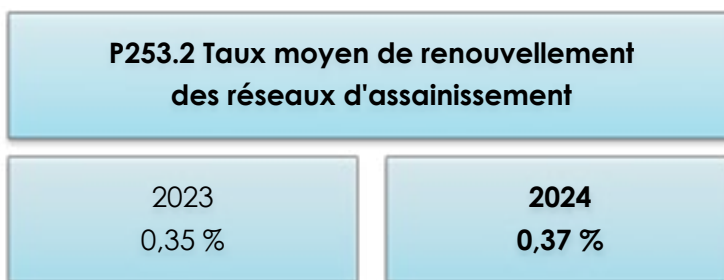 P253.2 Taux moyen de renouvellement
des réseaux d'assainissement
2023
0,35 %
2024
0,37 %